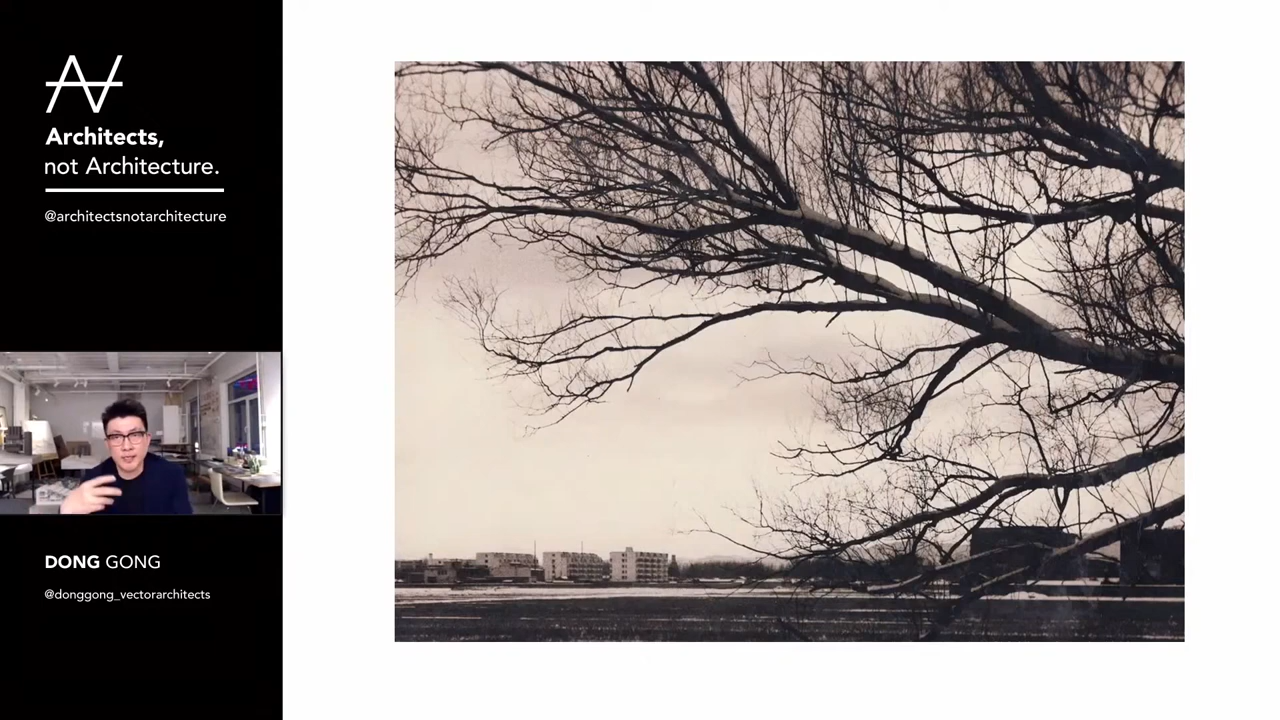 Architects,
not Architecture.
@architectsnotarchitecture
DONG GONG
@donggong_vectorarchitects